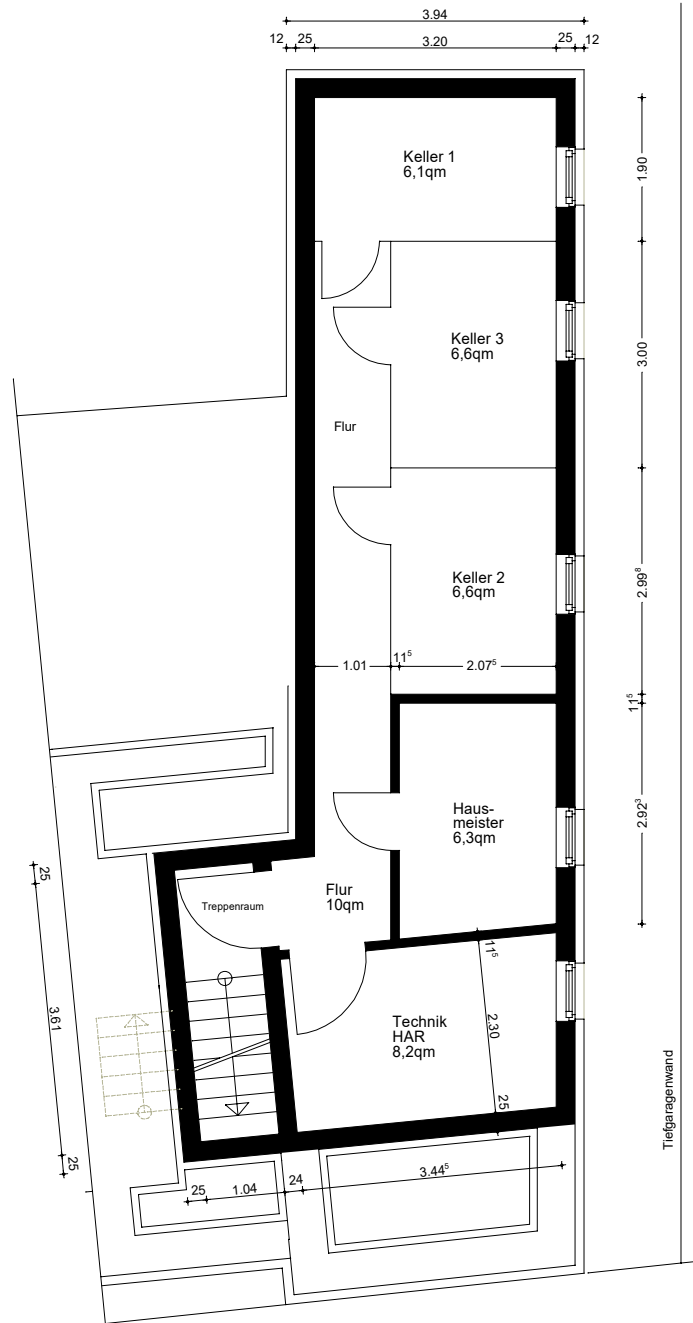 3.94
12 25 3.20 25 12
Keller 1
6,1qm
1.90
Keller 3
6,6qm
3.00
Flur
Keller 2
6,6qm
2.99⁸
1.01 11⁵ 2.07⁵
11⁵
Haus-
meister
6,3qm
2.92³
25
Flur
10qm
Treppenraum
11⁵
3.61
Technik
HAR
8,2qm
2.30
25
Tiefgaragenwand
25
25 1.04 24 3.44⁵